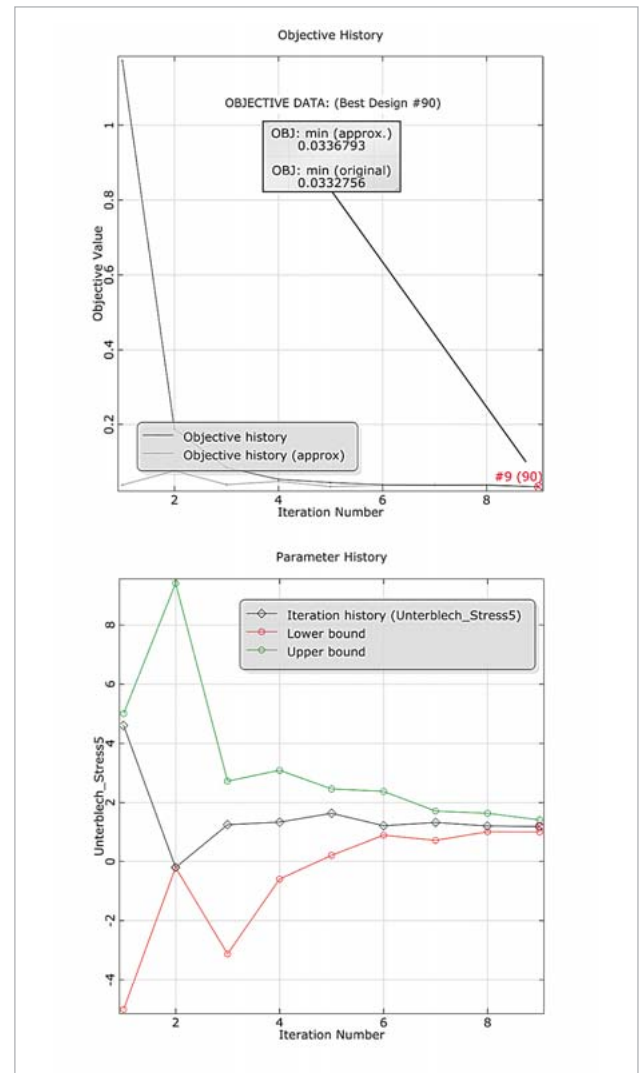 Objective History
OBJECTIVE DATA: (Best Design #90)
OBJ: min (approx.)
0.0336793
OBJ: min (original)
0.0332756
Objective Value
1
0.8
0.6
0.4
0.2
Objective history
Objective history (approx)
#9 (90)
2
4
6
8
Iteration Number
Parameter History
Iteration history (Unterblech_Stress5)
Lower bound
Upper bound
Unterblech_Stress5
8
6
4
2
0
-2
-4
2
4
6
8
Iteration Number